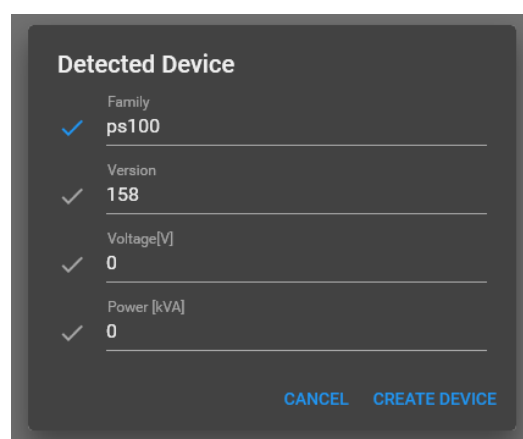 Detected Device
Family
ps100
Version
158
Voltage[V]
0
Power [kVA]
0
CANCEL CREATE DEVICE